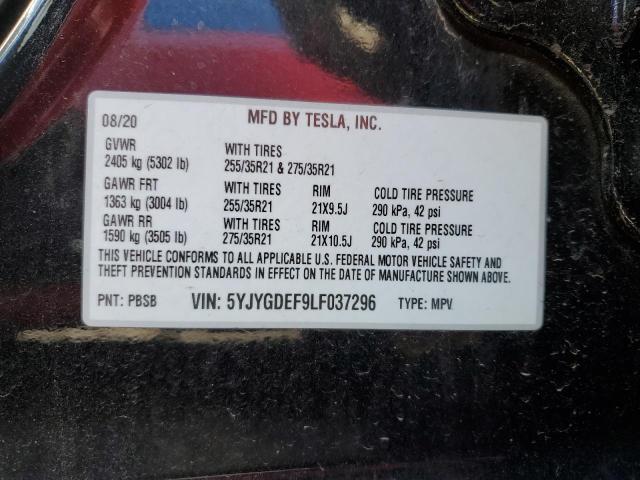 08/20 MFD BY TESLA, INC.
GVWR WITH TIRES
2405 kg (5302 lb) 255/35R21 & 275/35R21
GAWR FRT WITH TIRES RIM COLD TIRE PRESSURE
1363 kg (3004 lb) 255/35R21 21X9.5J 290 kPa, 42 psi
GAWR RR WITH TIRES RIM COLD TIRE PRESSURE
1590 kg (3505 lb) 275/35R21 21X10.5J 290 kPa, 42 psi
THIS VEHICLE CONFORMS TO ALL APPLICABLE U.S. FEDERAL MOTOR VEHICLE SAFETY AND
THEFT PREVENTION STANDARDS IN EFFECT ON THE DATE OF MANUFACTURE SHOWN ABOVE.
PNT: PBSB VIN: 5YJYGDEF9LF037296 TYPE: MPV